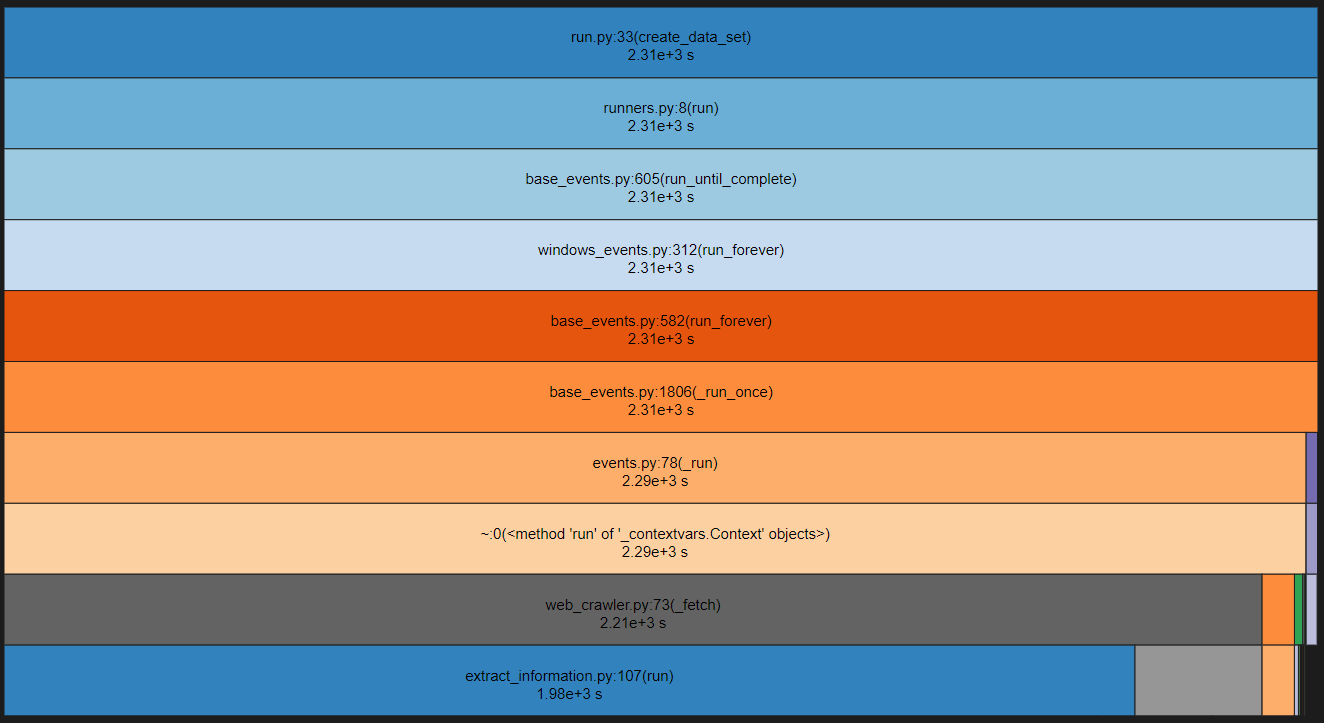 run.py:33(create_data_set)
2.31e+3 s
runners.py:8(run)
2.31e+3 s
base_events.py:605(run_until_complete)
2.31e+3 s
windows_events.py:312(run_forever)
2.31e+3 s
base_events.py:582(run_forever)
2.31e+3 s
base_events.py:1806(_run_once)
2.31e+3 s
events.py:78(_run)
2.29e+3 s
~:0(<method 'run' of '_contextvars.Context' objects>)
2.29e+3 s
web_crawler.py:73(_fetch)
2.21e+3 s
extract_information.py:107(run)
1.98e+3 s